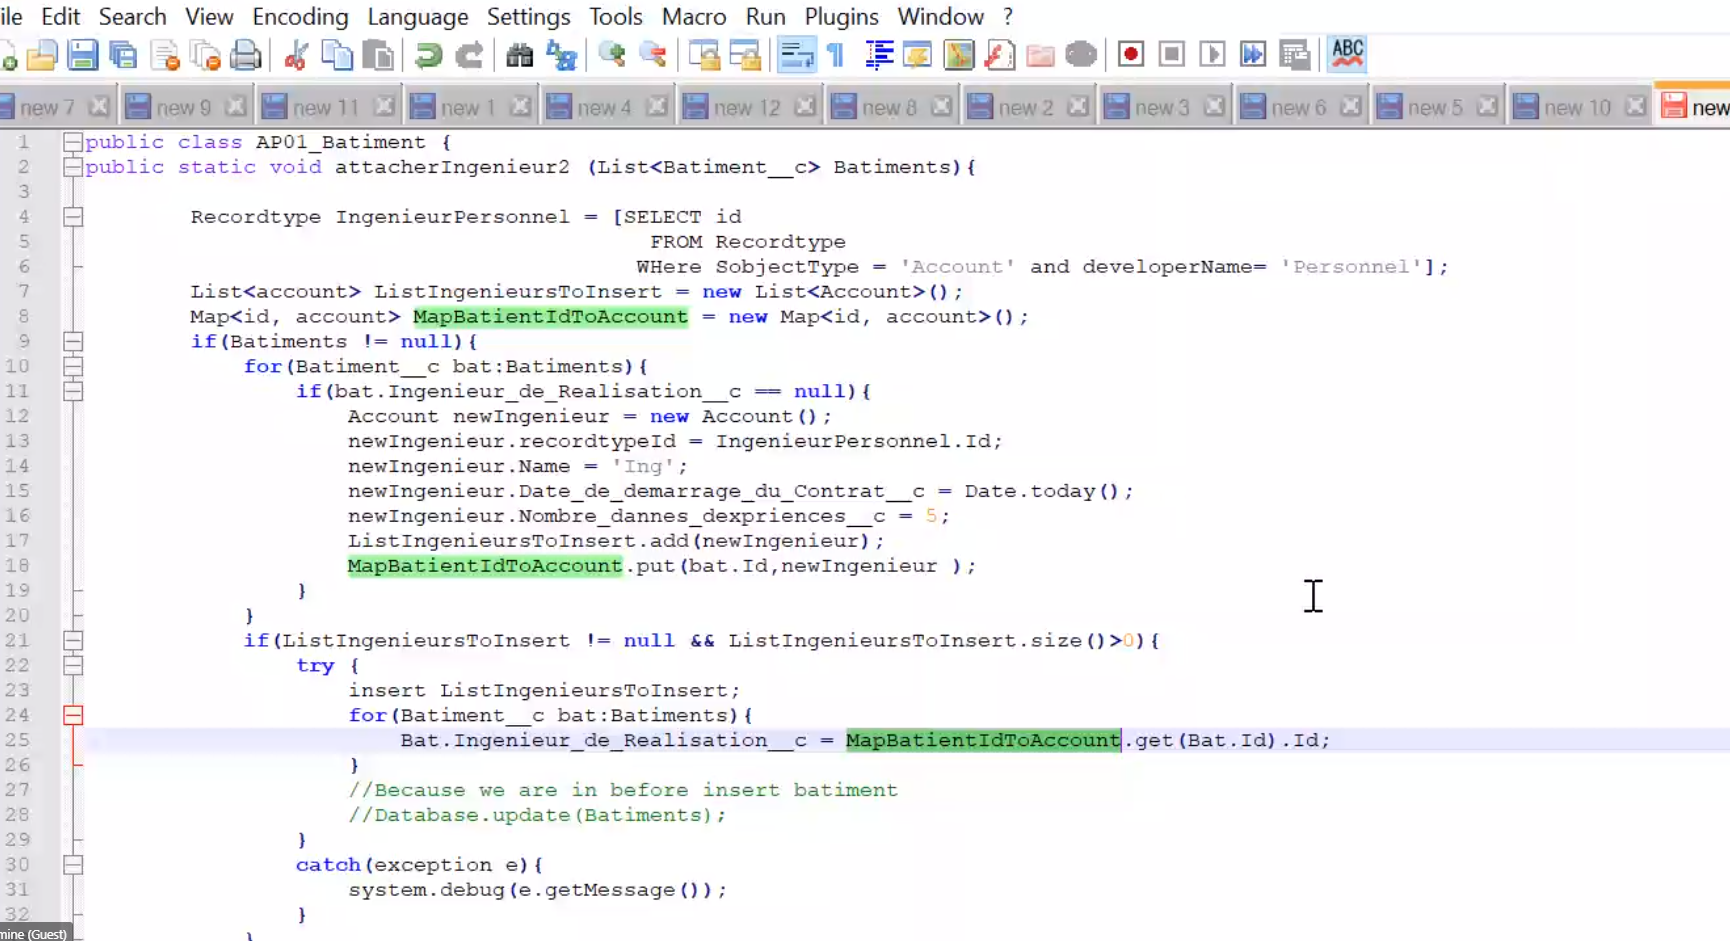 ile Edit Search View Encoding Language Settings Tools Macro Run Plugins Window ?
ABC
new 7 new 9 new 11 new 1 new 4 new 12 new 8 new 2 new 3 new 6 new 5 new 10 new
1 public class AP01_Batiment {
2 public static void attacherIngenieur2 (List<Batiment__c> Batiments){
3
4 Recordtype IngenieurPersonnel = [SELECT id
5 FROM Recordtype
6 WHere SobjectType = 'Account' and developerName= 'Personnel'];
7 List<account> ListIngenieursToInsert = new List<Account>();
8 Map<id, account> MapBatientIdToAccount = new Map<id, account>();
9 if(Batiments != null){
10 for(Batiment__c bat:Batiments){
11 if(bat.Ingenieur_de_Realisation__c == null){
12 Account newIngenieur = new Account();
13 newIngenieur.recordtypeId = IngenieurPersonnel.Id;
14 newIngenieur.Name = 'Ing';
15 newIngenieur.Date_de_demarrage_du_Contrat__c = Date.today();
16 newIngenieur.Nombre_dannes_dexpriences__c = 5;
17 ListIngenieursToInsert.add(newIngenieur);
18 MapBatientIdToAccount.put(bat.Id,newIngenieur );
19 }
20 }
21 if(ListIngenieursToInsert != null && ListIngenieursToInsert.size()>0){
22 try {
23 insert ListIngenieursToInsert;
24 for(Batiment__c bat:Batiments){
25 Bat.Ingenieur_de_Realisation__c = MapBatientIdToAccount.get(Bat.Id).Id;
26 }
27 //Because we are in before insert batiment
28 //Database.update(Batiments);
29 }
30 catch(exception e){
31 system.debug(e.getMessage());
32 }
mine (Guest)